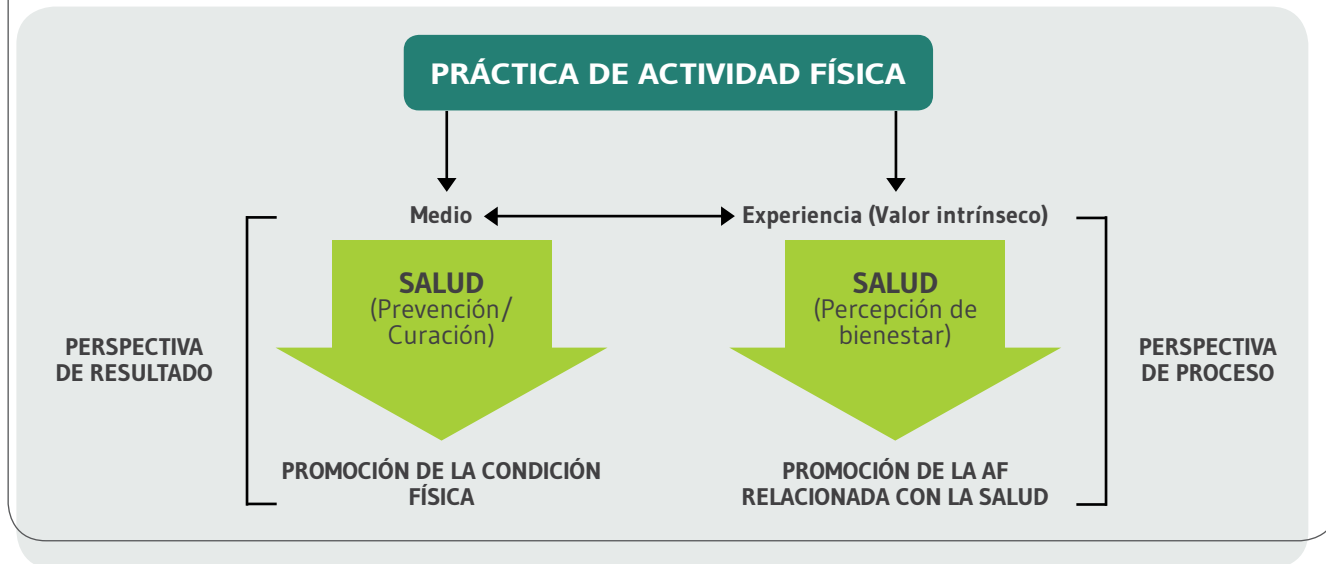 PRÁCTICA DE ACTIVIDAD FÍSICA
Medio
Experiencia (Valor intrínseco)
PERSPECTIVA
DE RESULTADO
SALUD
(Prevención/
Curación)
SALUD
(Percepción de
bienestar)
PERSPECTIVA
DE PROCESO
PROMOCIÓN DE LA CONDICIÓN
FÍSICA
PROMOCIÓN DE LA AF
RELACIONADA CON LA SALUD